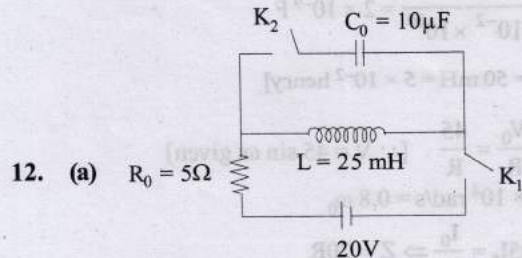 K₂
C₀ = 10μF
L = 25 mH
12. (a) R₀ = 5Ω
K₁
20V